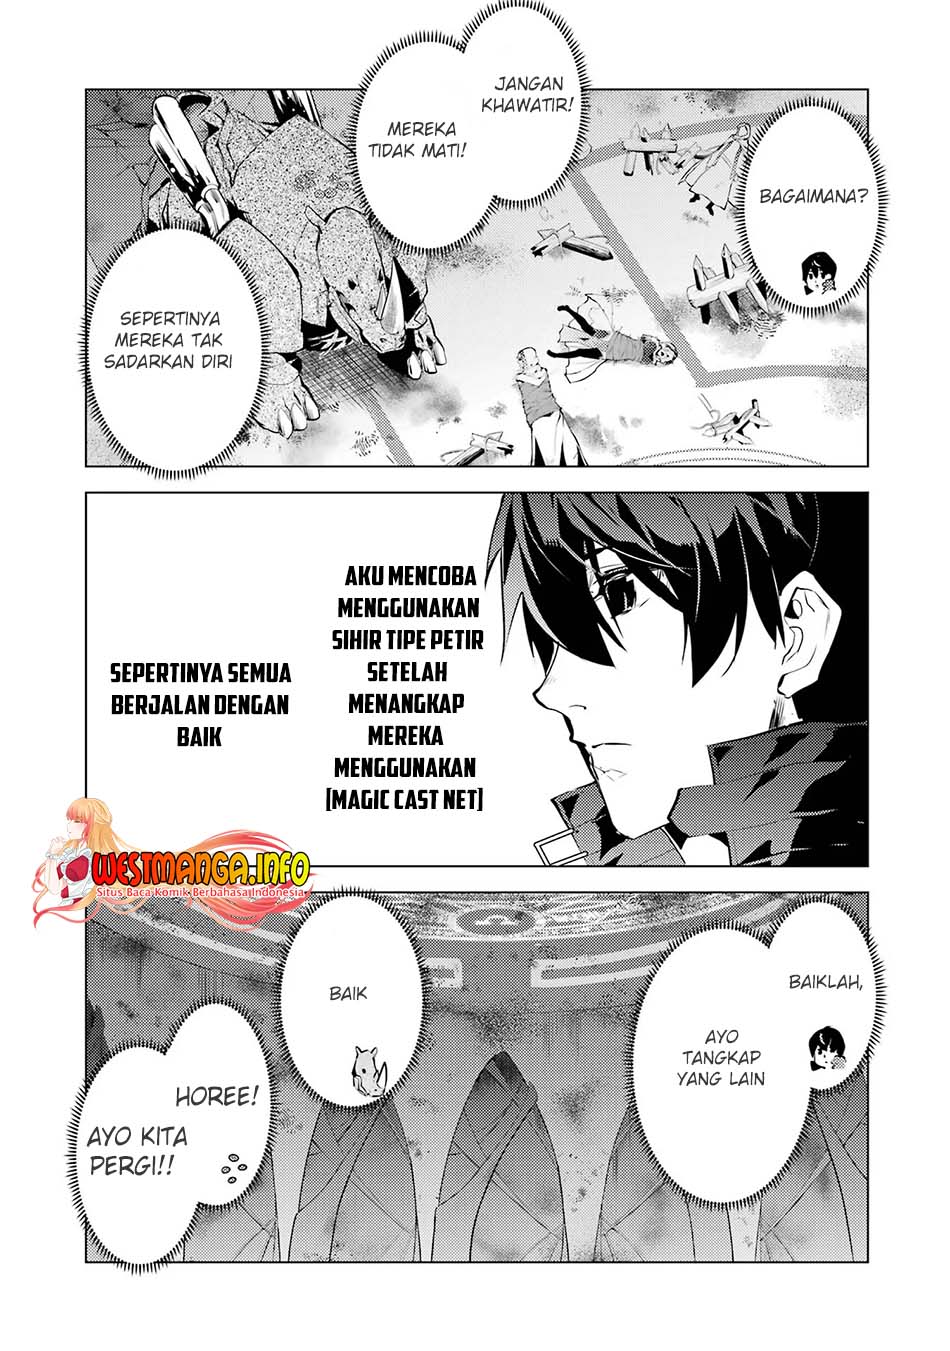 BAGAIMANA?
JANGAN
KHAWATIR!
MEREKA
TIDAK MATI!
SEPERTINYA
MEREKA TAK
SADARKAN DIRI
AKU MENCOBA
MENGGUNAKAN
SIHIR TIPE PETIR
SETELAH
MENANGKAP
MEREKA
MENGGUNAKAN
[MAGIC CAST NET]
SEPERTINYA SEMUA
BERJALAN DENGAN
BAIK
WESTMANGA.INFO
Situs Baca Komik Berbahasa Indonesia
BAIKLAH,
AYO
TANGKAP
YANG LAIN
BAIK
HOREE!
AYO KITA
PERGI!!